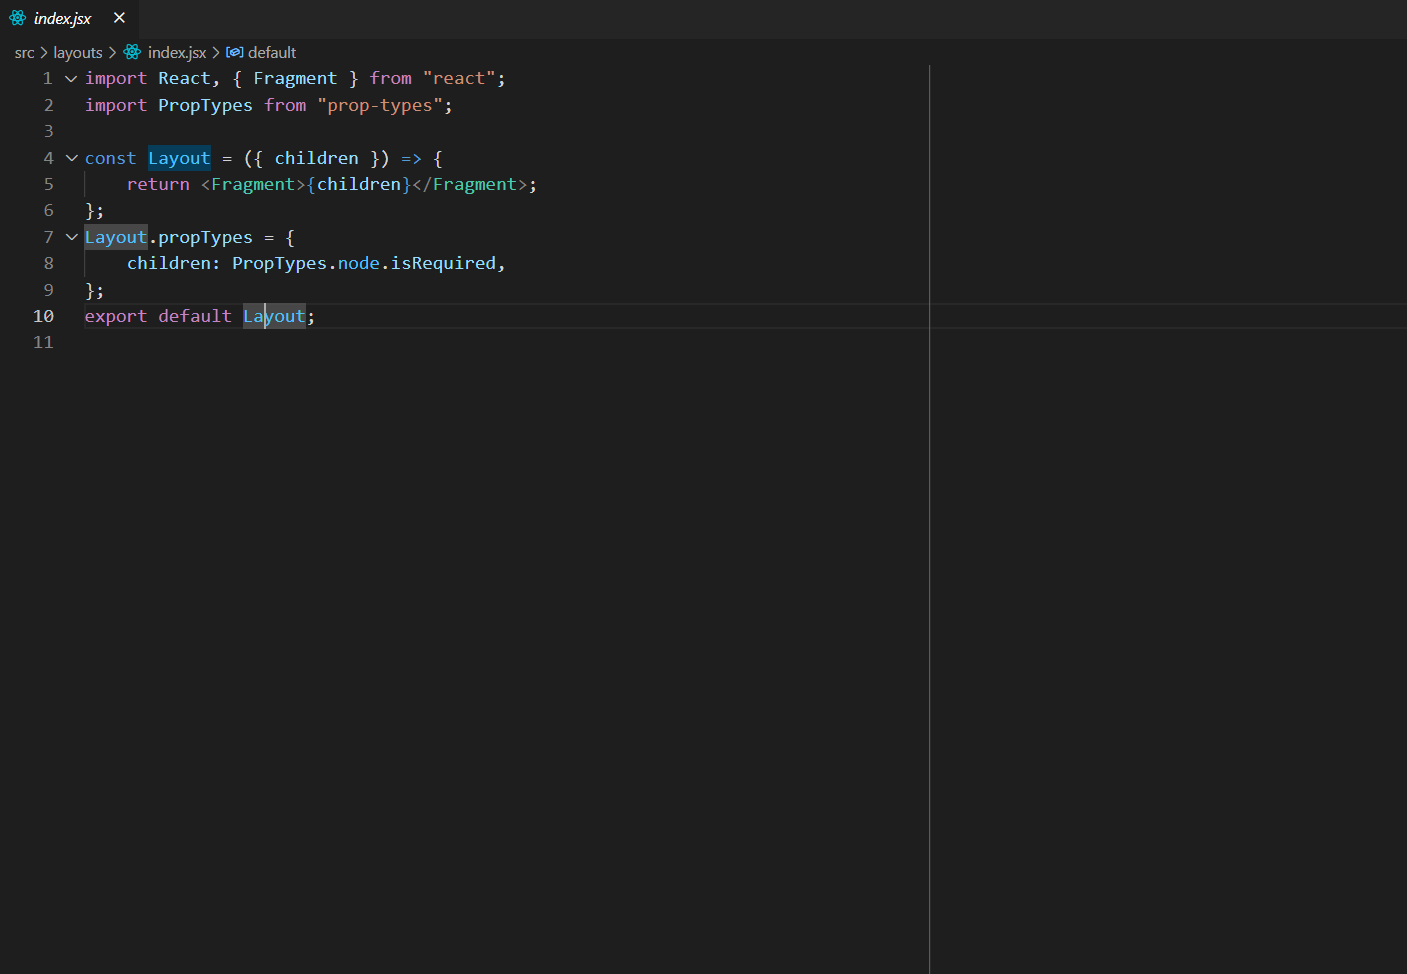 index.jsx
src > layouts > index.jsx > default
1 import React, { Fragment } from "react";
2 import PropTypes from "prop-types";
3
4 const Layout = ({ children }) => {
5     return <Fragment>{children}</Fragment>;
6 };
7 Layout.propTypes = {
8     children: PropTypes.node.isRequired,
9 };
10 export default Layout;
11